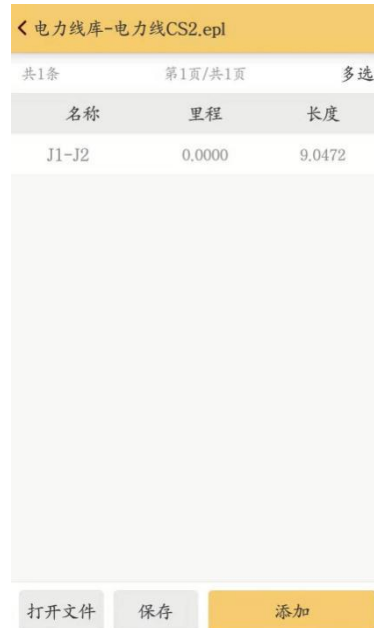 电力线库-电力线CS2.epl
共1条 第1页/共1页 多选
名称 里程 长度
J1-J2 0.0000 9.0472
打开文件 保存 添加